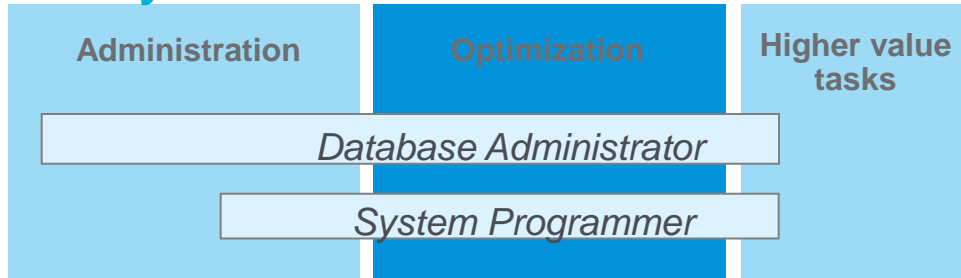 Administration
Optimization
Higher value
tasks
Database Administrator
System Programmer